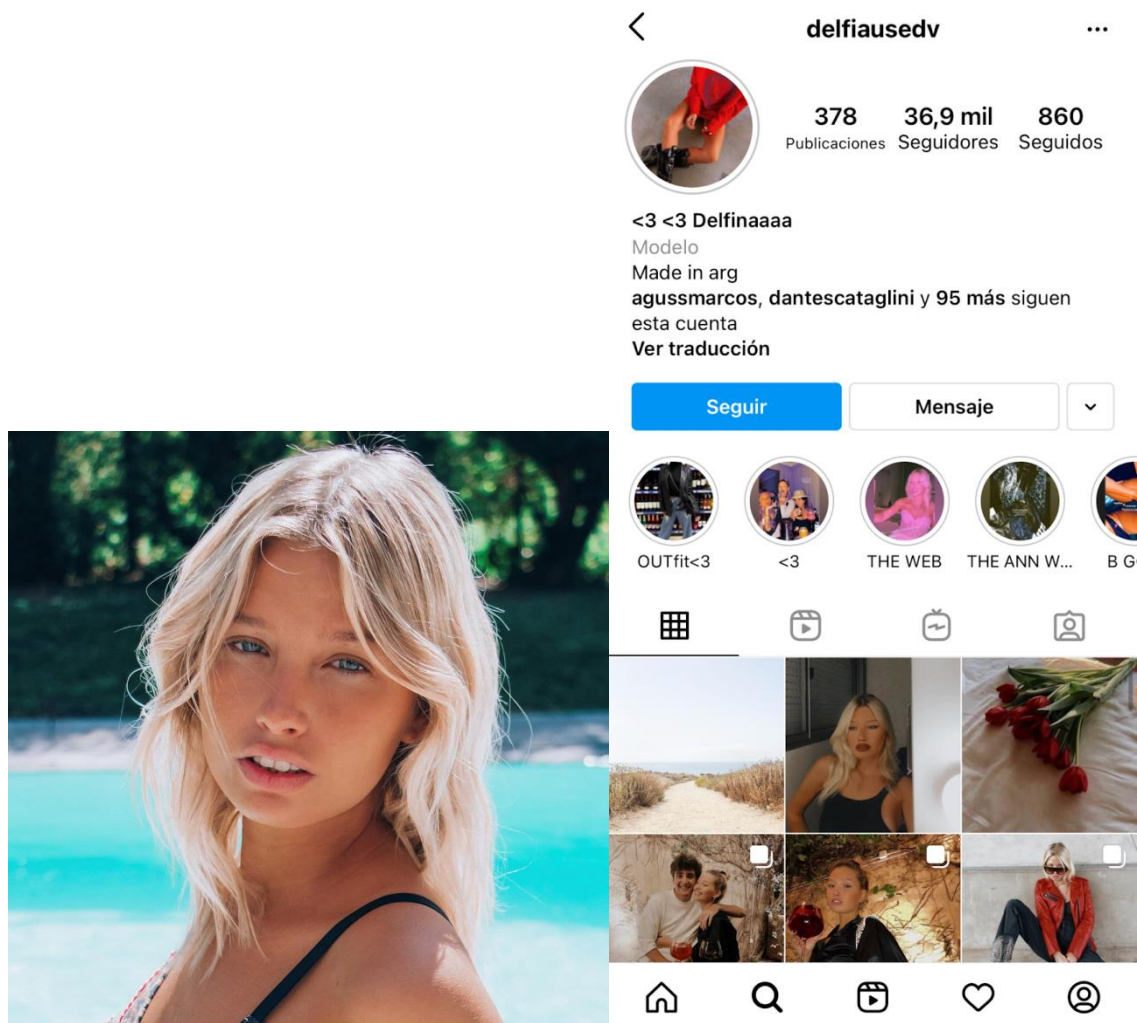 delfiausedv
378 36,9 mil 860
Publicaciones Seguidores Seguidos
<3 <3 Delfinaaaa
Modelo
Made in arg
agussmarcos, dantescataglini y 95 más siguen
esta cuenta
Ver traducción
Seguir Mensaje
OUTfit<3 <3 THE WEB THE ANN W... B G